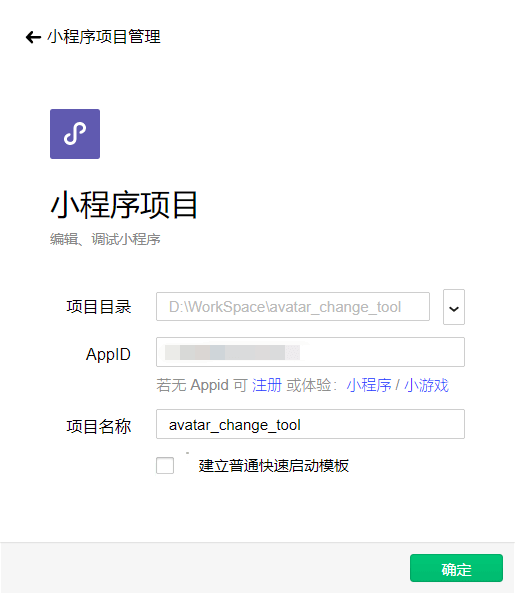 小程序项目管理
小程序项目
编辑、调试小程序
项目目录 D:\WorkSpace\avatar_change_tool
AppID
若无 Appid 可 注册 或体验: 小程序 / 小游戏
项目名称 avatar_change_tool
建立普通快速启动模板
确定